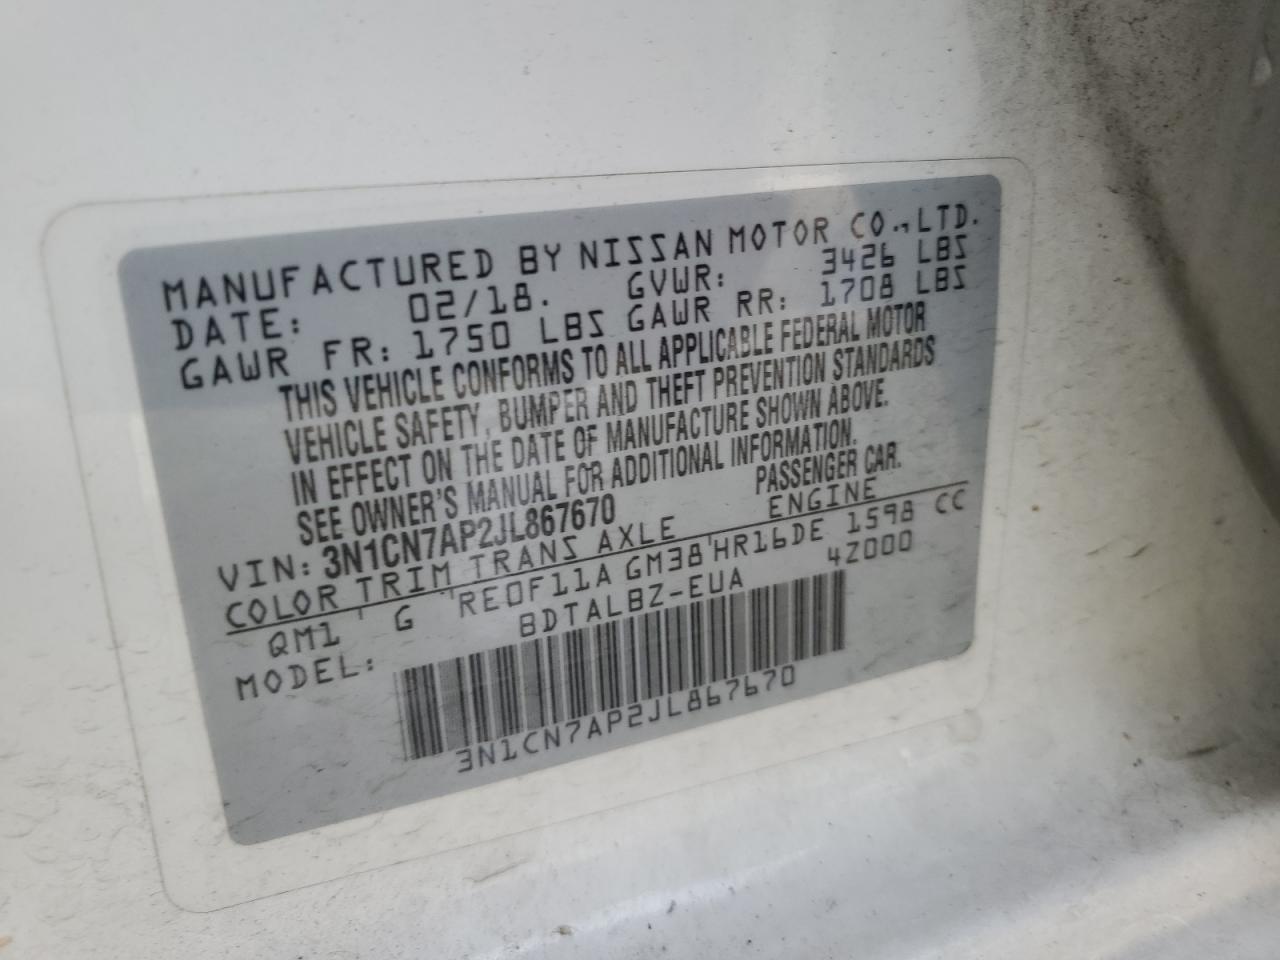 MANUFACTURED BY NISSAN MOTOR CO.,LTD.
DATE: 02/18. GVWR: 3426 LBS
GAWR FR: 1750 LBS GAWR RR: 1708 LBS
THIS VEHICLE CONFORMS TO ALL APPLICABLE FEDERAL MOTOR
VEHICLE SAFETY, BUMPER AND THEFT PREVENTION STANDARDS
IN EFFECT ON THE DATE OF MANUFACTURE SHOWN ABOVE.
SEE OWNER'S MANUAL FOR ADDITIONAL INFORMATION.
VIN: 3N1CN7AP2JL867670 PASSENGER CAR.
COLOR TRIM TRANS AXLE ENGINE
QM1 G RE0F11A GM38 HR16DE 1598 CC
MODEL: BDTALBZ-EUA 4Z000
3N1CN7AP2JL867670